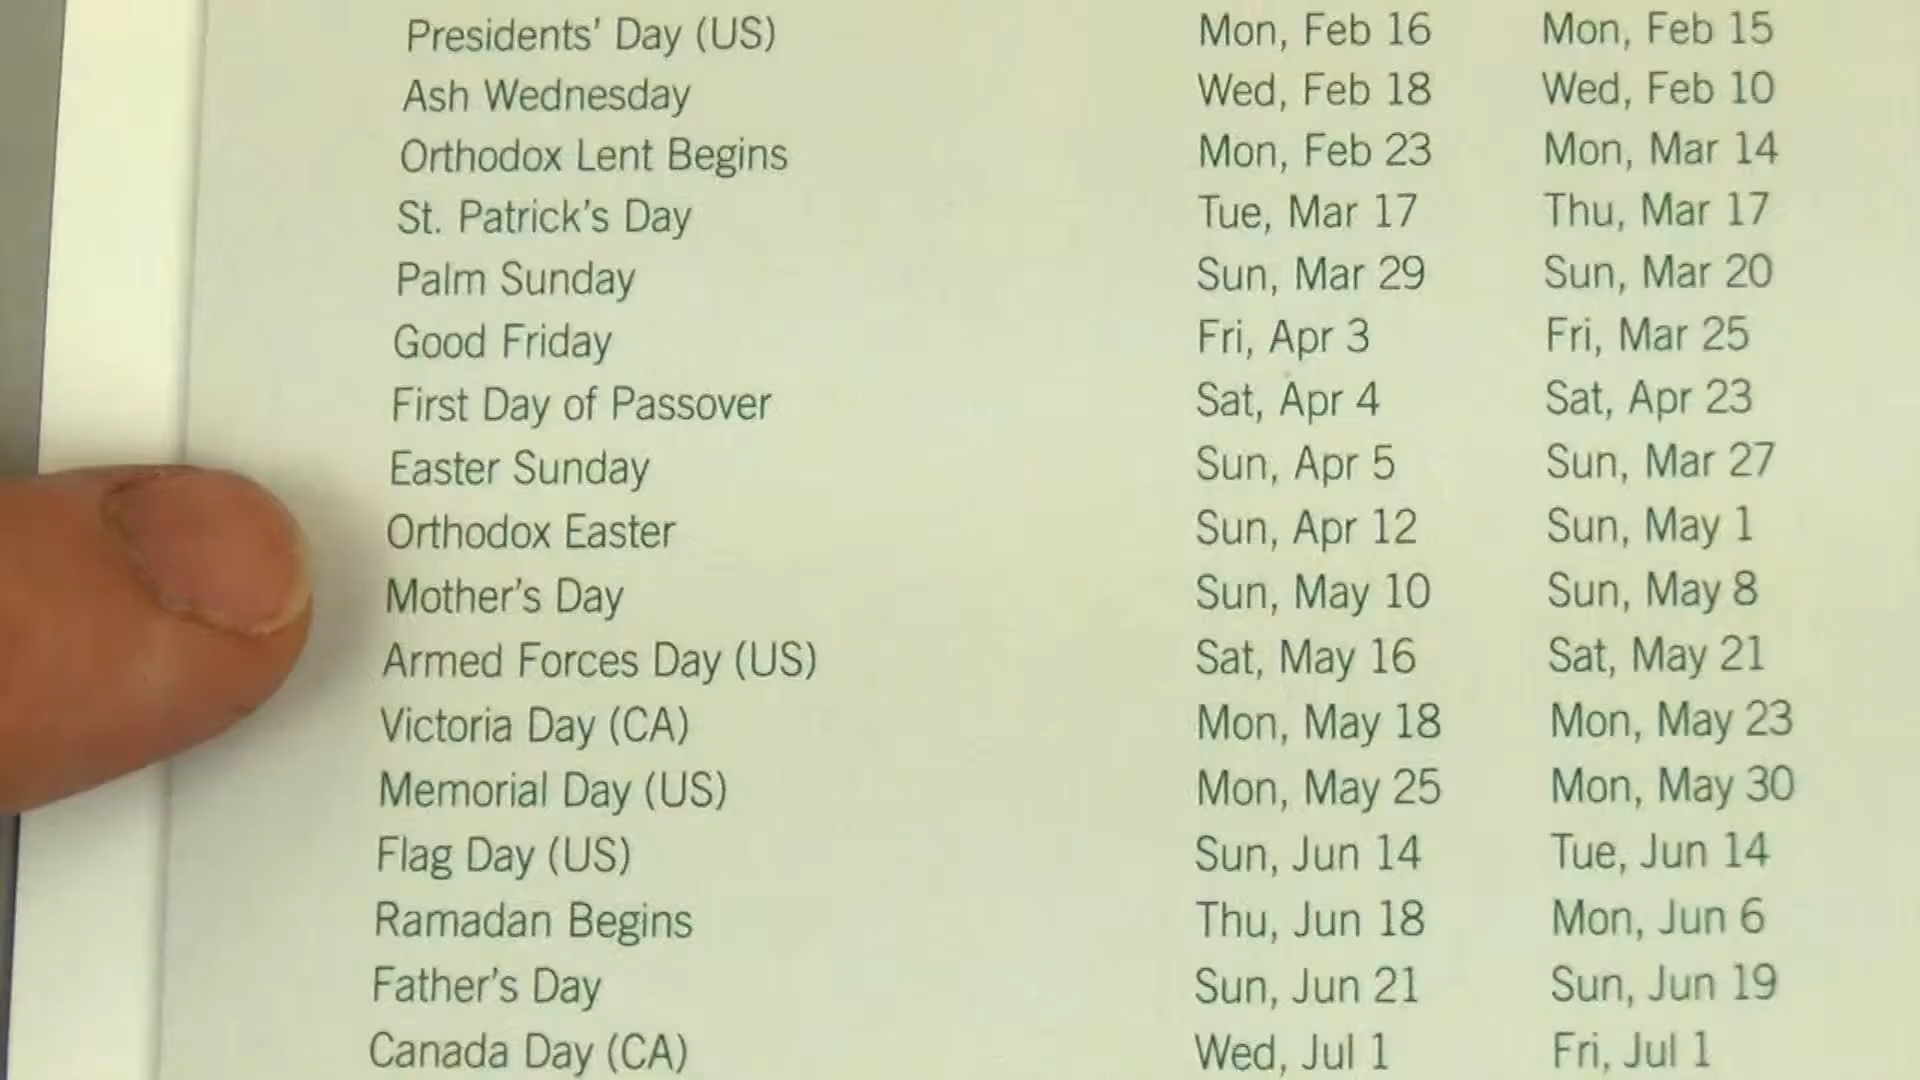 Presidents' Day (US) Mon, Feb 16 Mon, Feb 15
Ash Wednesday Wed, Feb 18 Wed, Feb 10
Orthodox Lent Begins Mon, Feb 23 Mon, Mar 14
St. Patrick's Day Tue, Mar 17 Thu, Mar 17
Palm Sunday Sun, Mar 29 Sun, Mar 20
Good Friday Fri, Apr 3 Fri, Mar 25
First Day of Passover Sat, Apr 4 Sat, Apr 23
Easter Sunday Sun, Apr 5 Sun, Mar 27
Orthodox Easter Sun, Apr 12 Sun, May 1
Mother's Day Sun, May 10 Sun, May 8
Armed Forces Day (US) Sat, May 16 Sat, May 21
Victoria Day (CA) Mon, May 18 Mon, May 23
Memorial Day (US) Mon, May 25 Mon, May 30
Flag Day (US) Sun, Jun 14 Tue, Jun 14
Ramadan Begins Thu, Jun 18 Mon, Jun 6
Father's Day Sun, Jun 21 Sun, Jun 19
Canada Day (CA) Wed, Jul 1 Fri, Jul 1